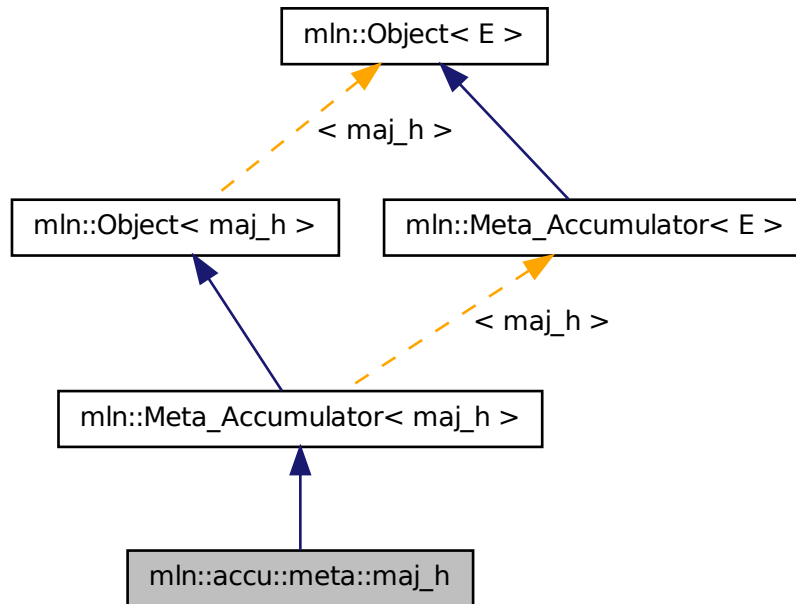 mln::Object< E >
< maj_h >
mln::Object< maj_h >
mln::Meta_Accumulator< E >
< maj_h >
mln::Meta_Accumulator< maj_h >
mln::accu::meta::maj_h